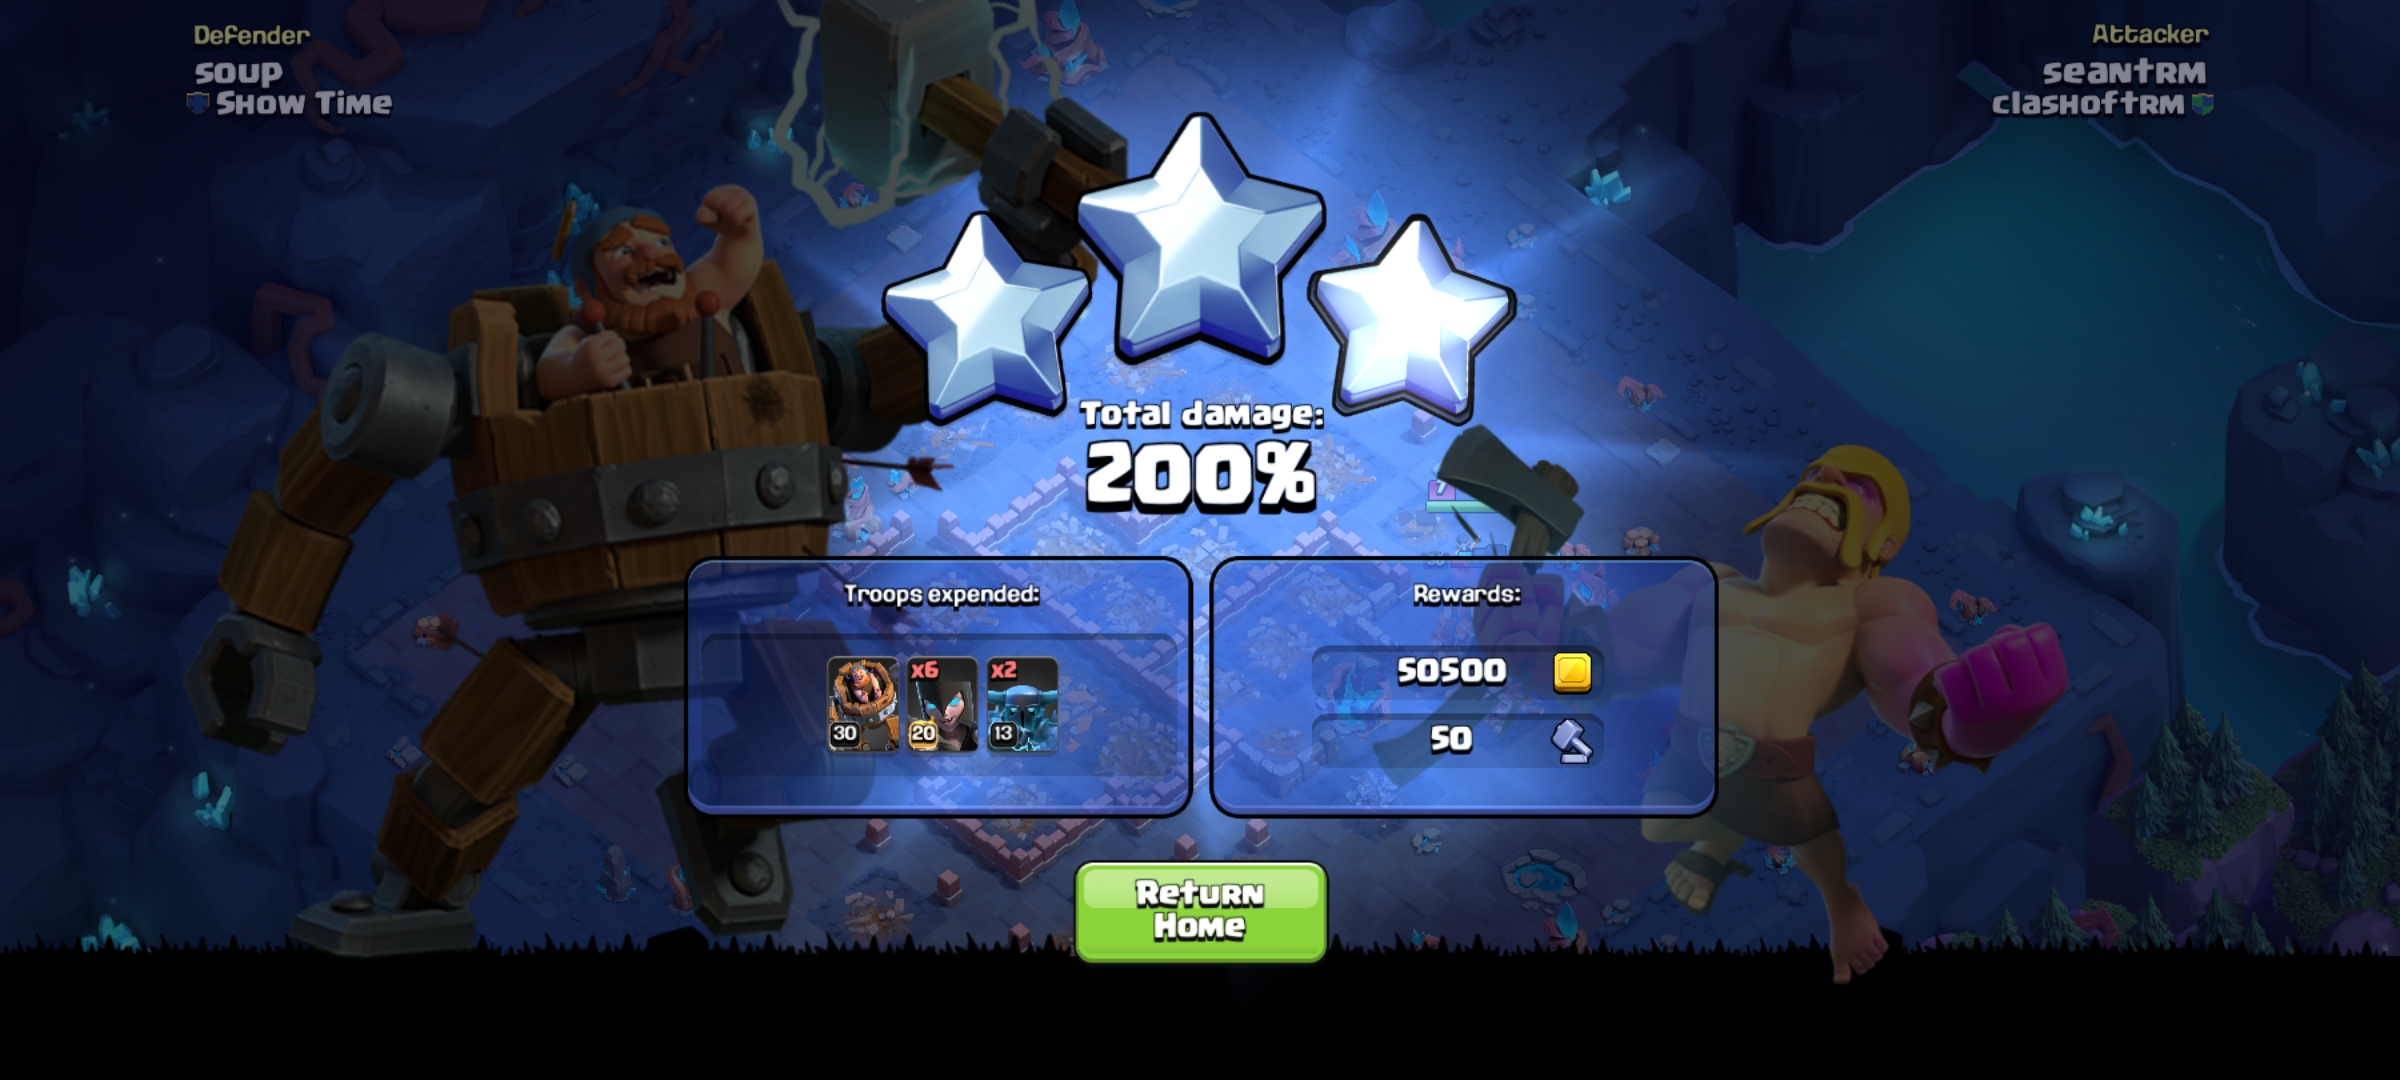 Defender
soup
Show Time
Attacker
seantrm
clashoftrm
Total damage:
200%
Troops expended:
x6
x2
30
20
13
Rewards:
50500
50
Return
Home
7